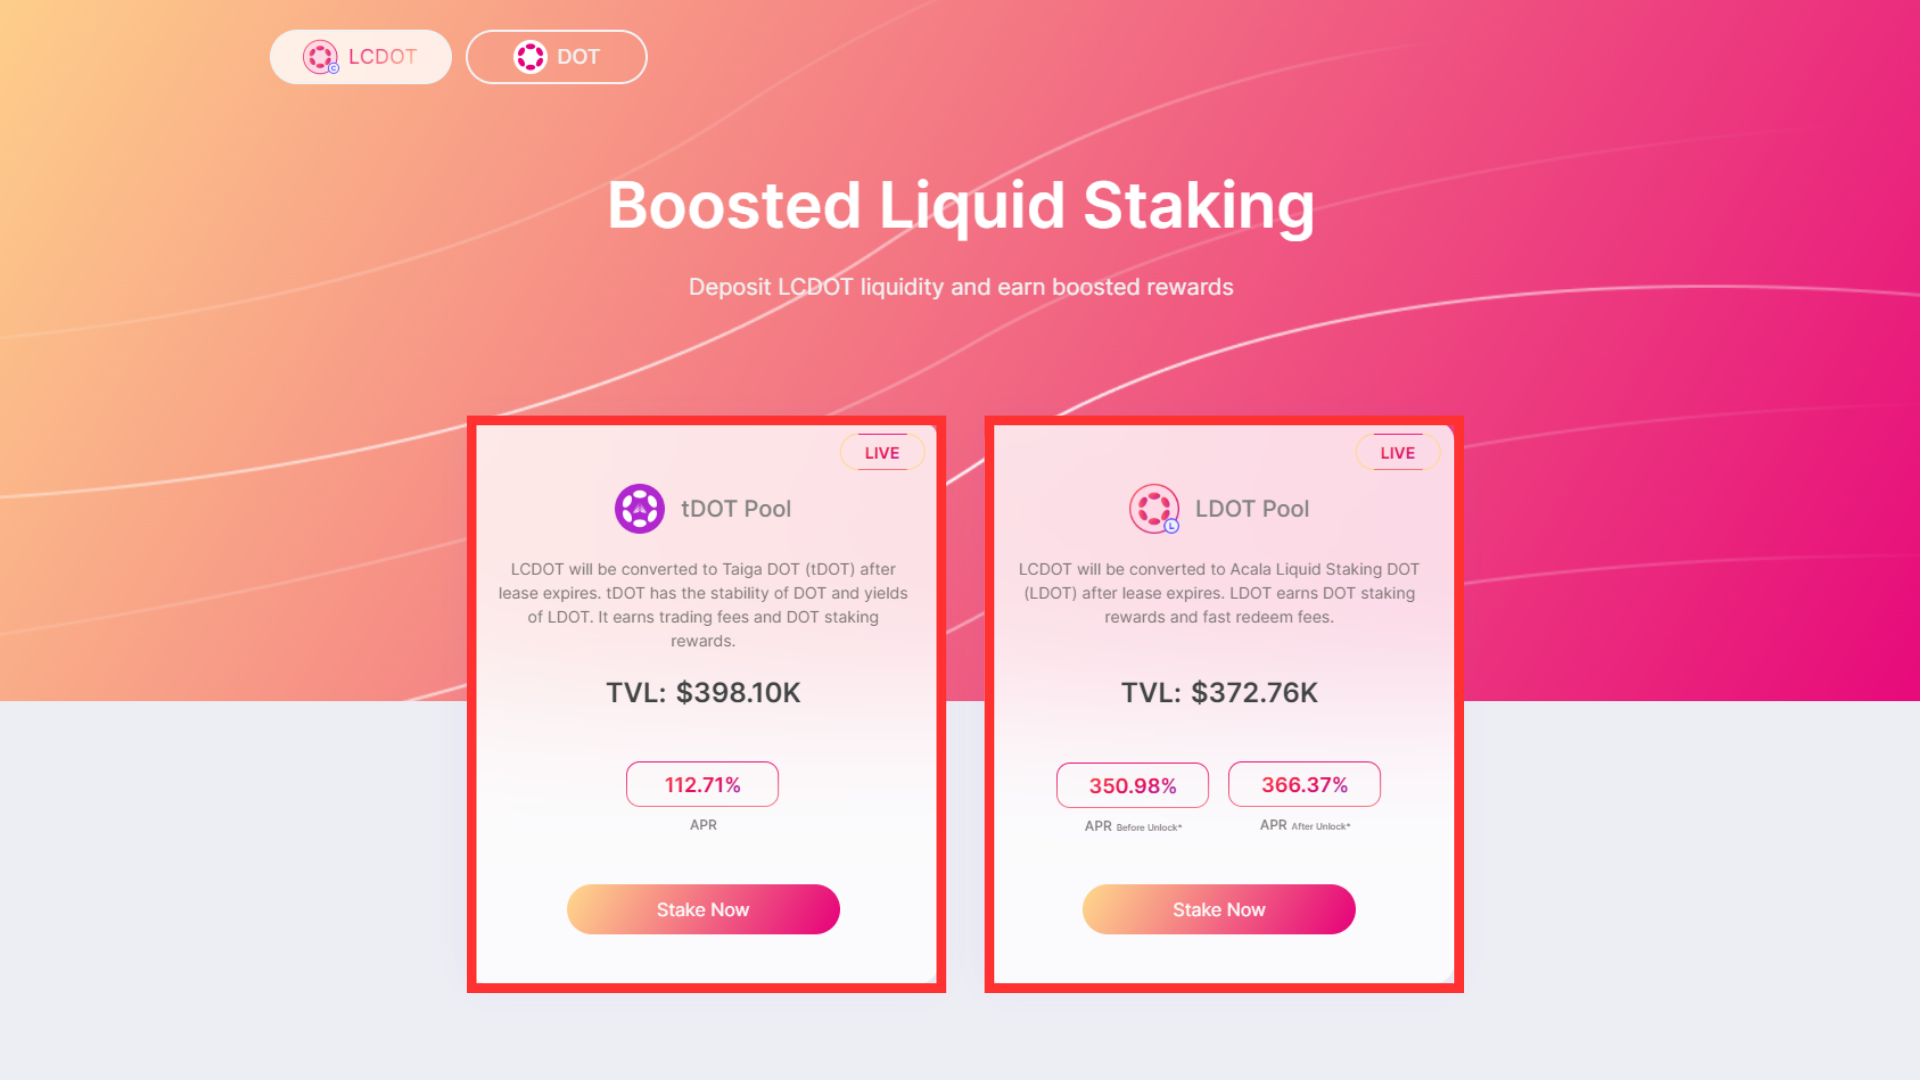 LCDOT
DOT
Boosted Liquid Staking
Deposit LCDOT liquidity and earn boosted rewards
LIVE
tDOT Pool
LCDOT will be converted to Taiga DOT (tDOT) after
lease expires. tDOT has the stability of DOT and yields
of LDOT. It earns trading fees and DOT staking
rewards.
TVL: $398.10K
112.71%
APR
Stake Now
LIVE
L
LDOT Pool
LCDOT will be converted to Acala Liquid Staking DOT
(LDOT) after lease expires. LDOT earns DOT staking
rewards and fast redeem fees.
TVL: $372.76K
350.98%
APR Before Unlock*
366.37%
APR After Unlock*
Stake Now